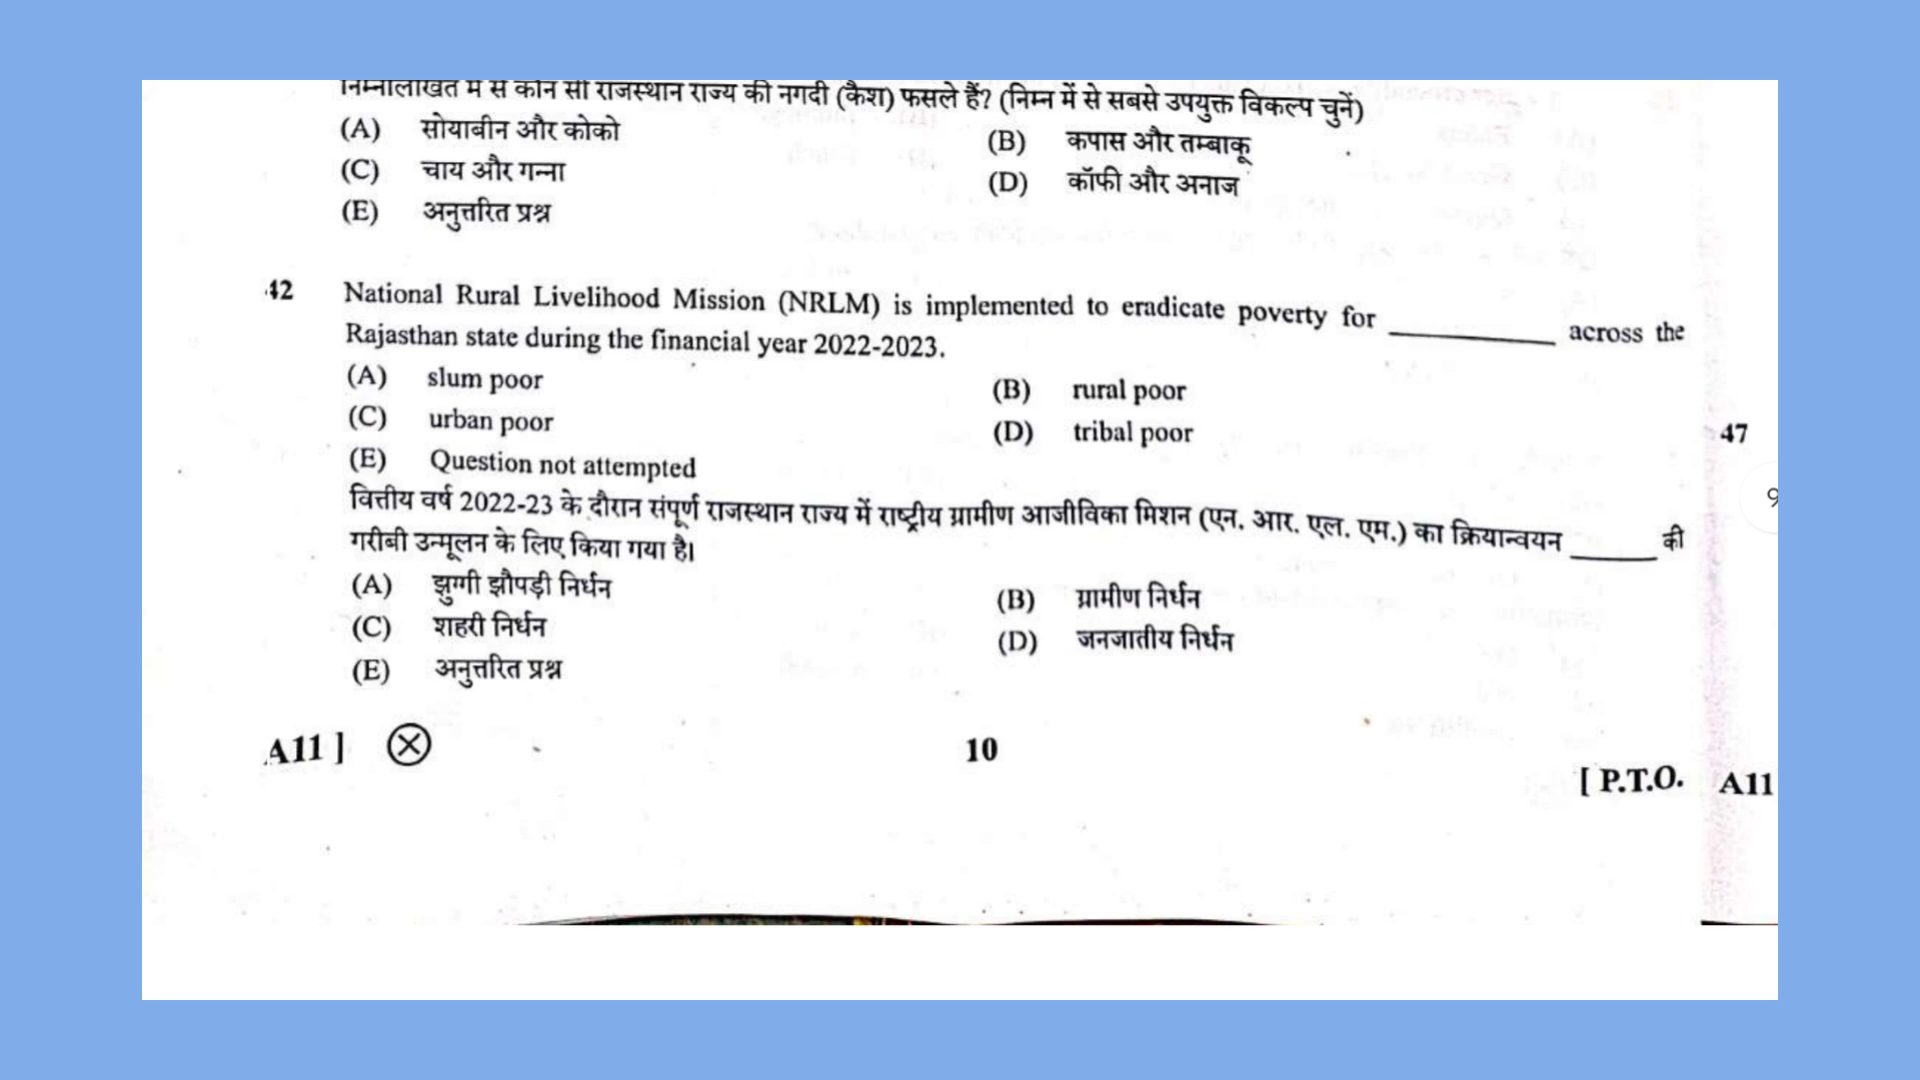 निम्नलिखित में से कौन सी राजस्थान राज्य की नगदी (कैश) फसले हैं? (निम्न में से सबसे उपयुक्त विकल्प चुनें)
(A) सोयाबीन और कोको
(B) कपास और तम्बाकू
(C) चाय और गन्ना
(D) कॉफी और अनाज
(E) अनुत्तरित प्रश्न
42 National Rural Livelihood Mission (NRLM) is implemented to eradicate poverty for ________ across the
Rajasthan state during the financial year 2022-2023.
(A) slum poor
(B) rural poor
(C) urban poor
(D) tribal poor
(E) Question not attempted
वित्तीय वर्ष 2022-23 के दौरान संपूर्ण राजस्थान राज्य में राष्ट्रीय ग्रामीण आजीविका मिशन (एन. आर. एल. एम.) का क्रियान्वयन ______ की
गरीबी उन्मूलन के लिए किया गया है।
(A) झुग्गी झौपड़ी निर्धन
(B) ग्रामीण निर्धन
(C) शहरी निर्धन
(D) जनजातीय निर्धन
(E) अनुत्तरित प्रश्न
A11 ]
10
[ P.T.O.
47
9
A11